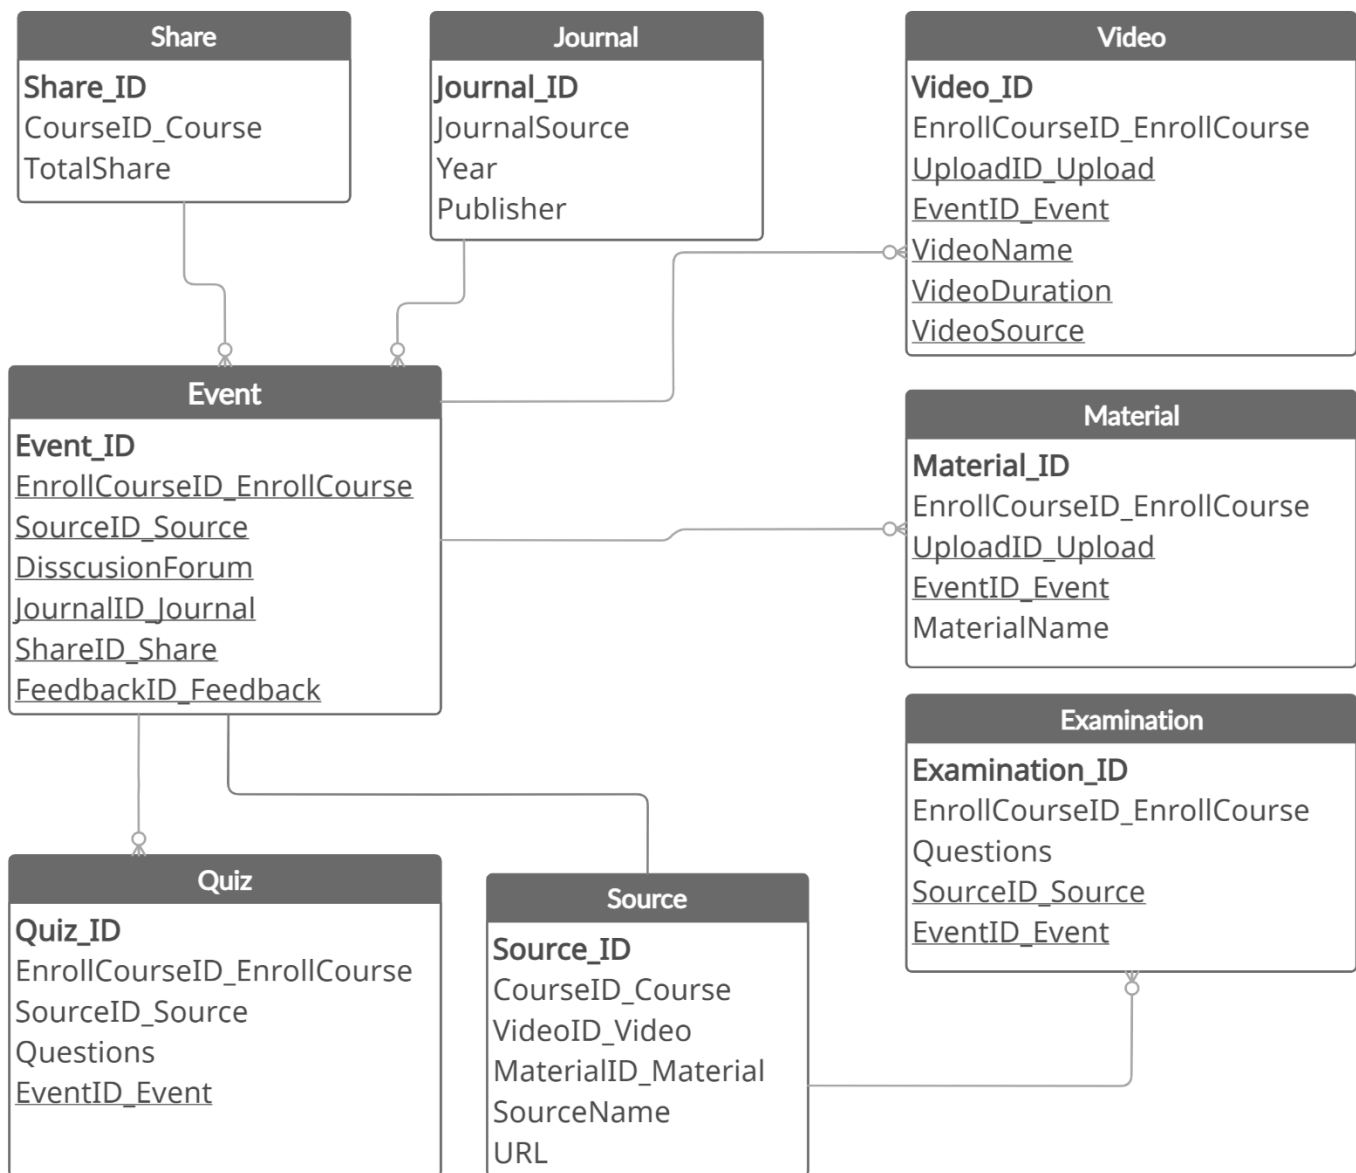 Share
Share_ID
CourseID_Course
TotalShare
Journal
Journal_ID
JournalSource
Year
Publisher
Video
Video_ID
EnrollCourseID_EnrollCourse
UploadID_Upload
EventID_Event
VideoName
VideoDuration
VideoSource
Event
Event_ID
EnrollCourseID_EnrollCourse
SourceID_Source
DisscusionForum
JournalID_Journal
ShareID_Share
FeedbackID_Feedback
Material
Material_ID
EnrollCourseID_EnrollCourse
UploadID_Upload
EventID_Event
MaterialName
Examination
Examination_ID
EnrollCourseID_EnrollCourse
Questions
SourceID_Source
EventID_Event
Quiz
Quiz_ID
EnrollCourseID_EnrollCourse
SourceID_Source
Questions
EventID_Event
Source
Source_ID
CourseID_Course
VideoID_Video
MaterialID_Material
SourceName
URL